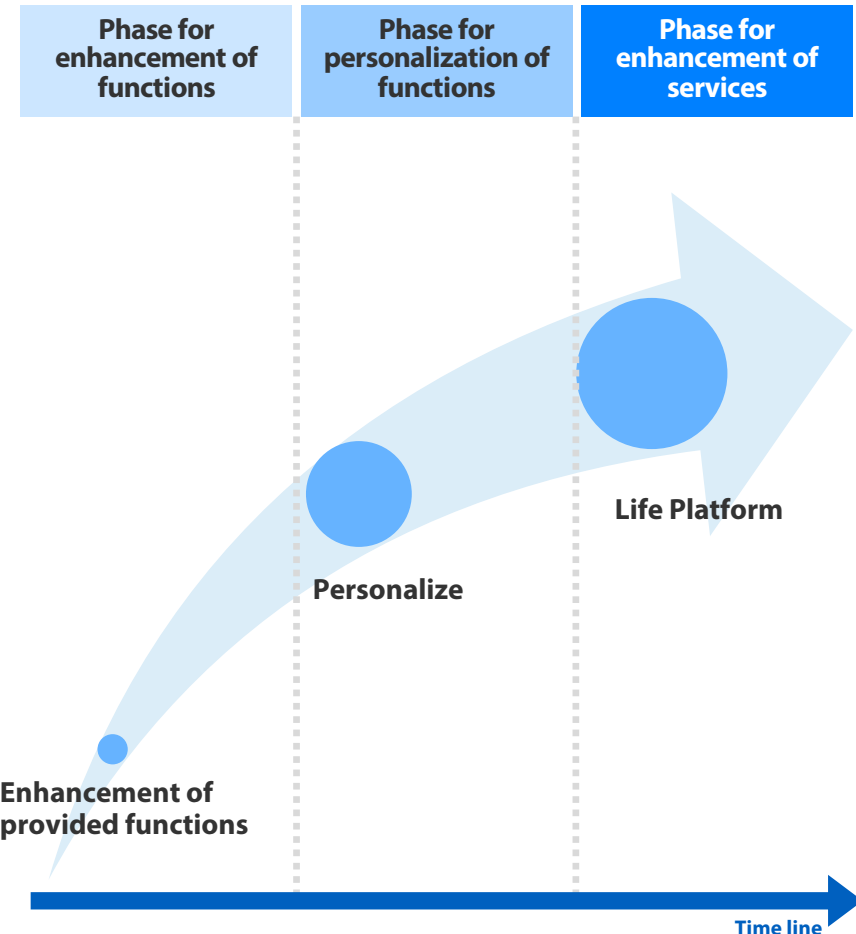 Phase for
enhancement of
functions
Phase for
personalization of
functions
Phase for
enhancement of
services
Life Platform
Personalize
Enhancement of
provided functions
Time line